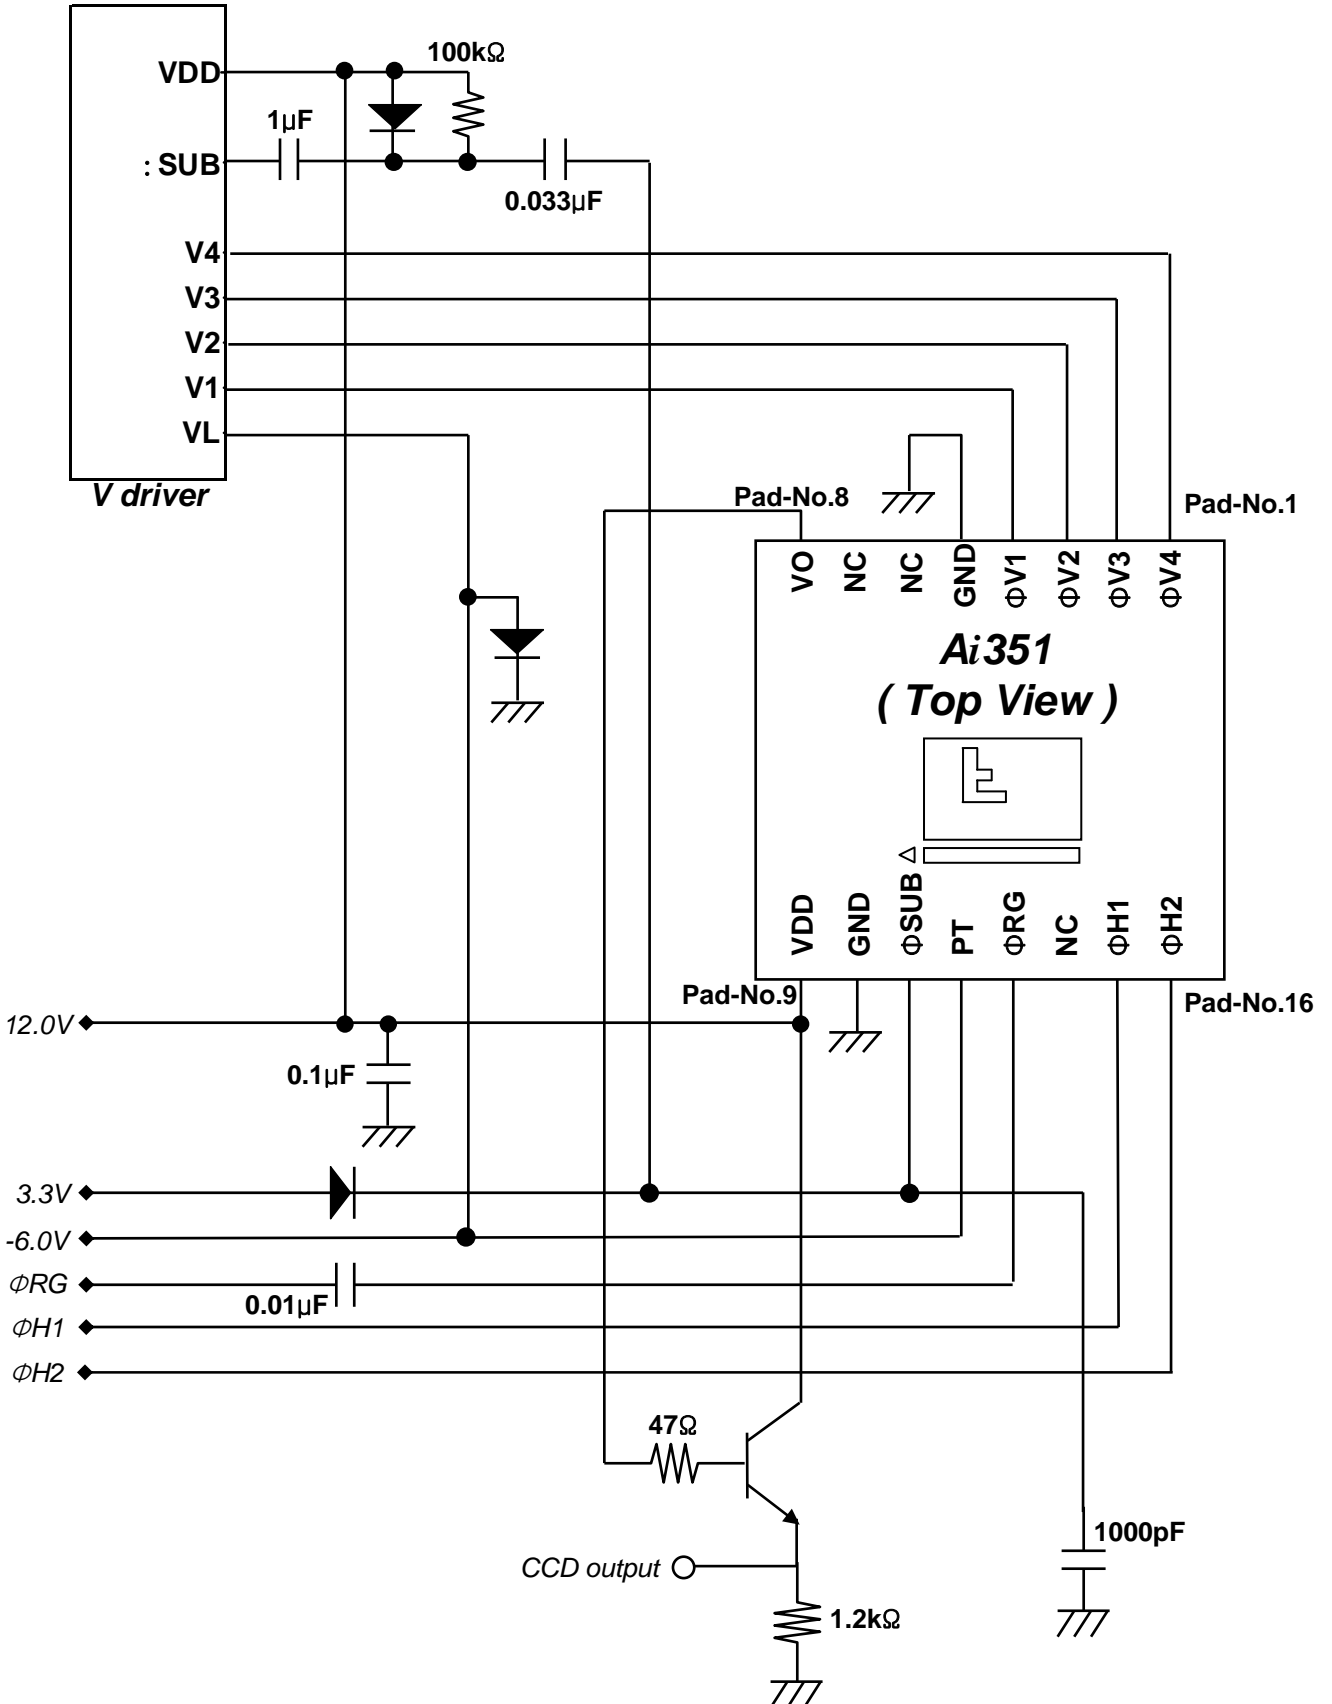 VDD
100kΩ
1µF
: SUB
0.033µF
V4
V3
V2
V1
VL
V driver
Pad-No.8
Pad-No.1
VO
NC
NC
GND
ΦV1
ΦV2
ΦV3
ΦV4
Ai351
( Top View )
VDD
GND
ΦSUB
PT
ΦRG
NC
ΦH1
ΦH2
Pad-No.9
Pad-No.16
12.0V
0.1µF
3.3V
-6.0V
ΦRG
0.01µF
ΦH1
ΦH2
47Ω
1000pF
CCD output
1.2kΩ